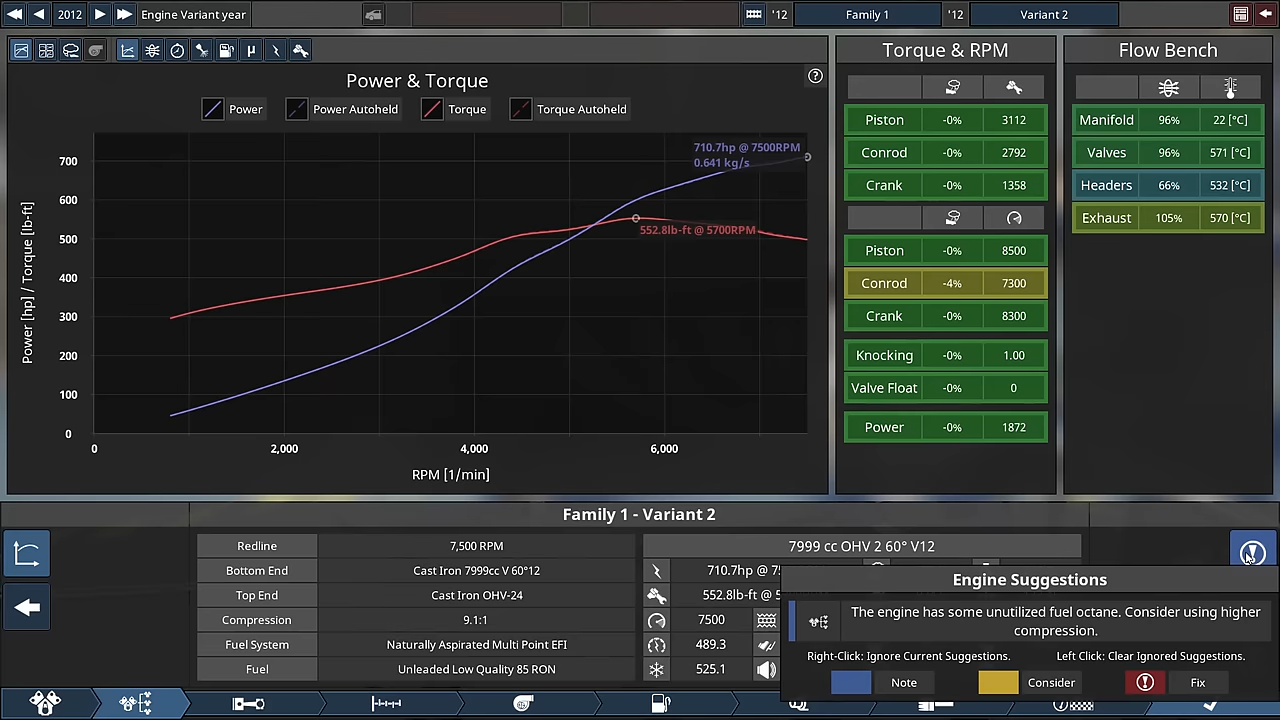 2012 Engine Variant year '12 Family 1 '12 Variant 2
Power & Torque
Power Power Autoheld Torque Torque Autoheld
Power [hp] / Torque [lb-ft]
700
600
500
400
300
200
100
0
710.7hp @ 7500RPM
0.641 kg/s
552.8lb-ft @ 5700RPM
0 2,000 4,000 6,000
RPM [1/min]
Torque & RPM
Piston -0% 3112
Conrod -0% 2792
Crank -0% 1358
Piston -0% 8500
Conrod -4% 7300
Crank -0% 8300
Knocking -0% 1.00
Valve Float -0% 0
Power -0% 1872
Flow Bench
Manifold 96% 22 [°C]
Valves 96% 571 [°C]
Headers 66% 532 [°C]
Exhaust 105% 570 [°C]
Family 1 - Variant 2
Redline 7,500 RPM
Bottom End Cast Iron 7999cc V 60°12
Top End Cast Iron OHV-24
Compression 9.1:1
Fuel System Naturally Aspirated Multi Point EFI
Fuel Unleaded Low Quality 85 RON
7999 cc OHV 2 60° V12
710.7hp @ 75
552.8lb-ft @ 5
7500
489.3
525.1
Engine Suggestions
The engine has some unutilized fuel octane. Consider using higher
compression.
Right-Click: Ignore Current Suggestions. Left Click: Clear Ignored Suggestions.
Note Consider Fix